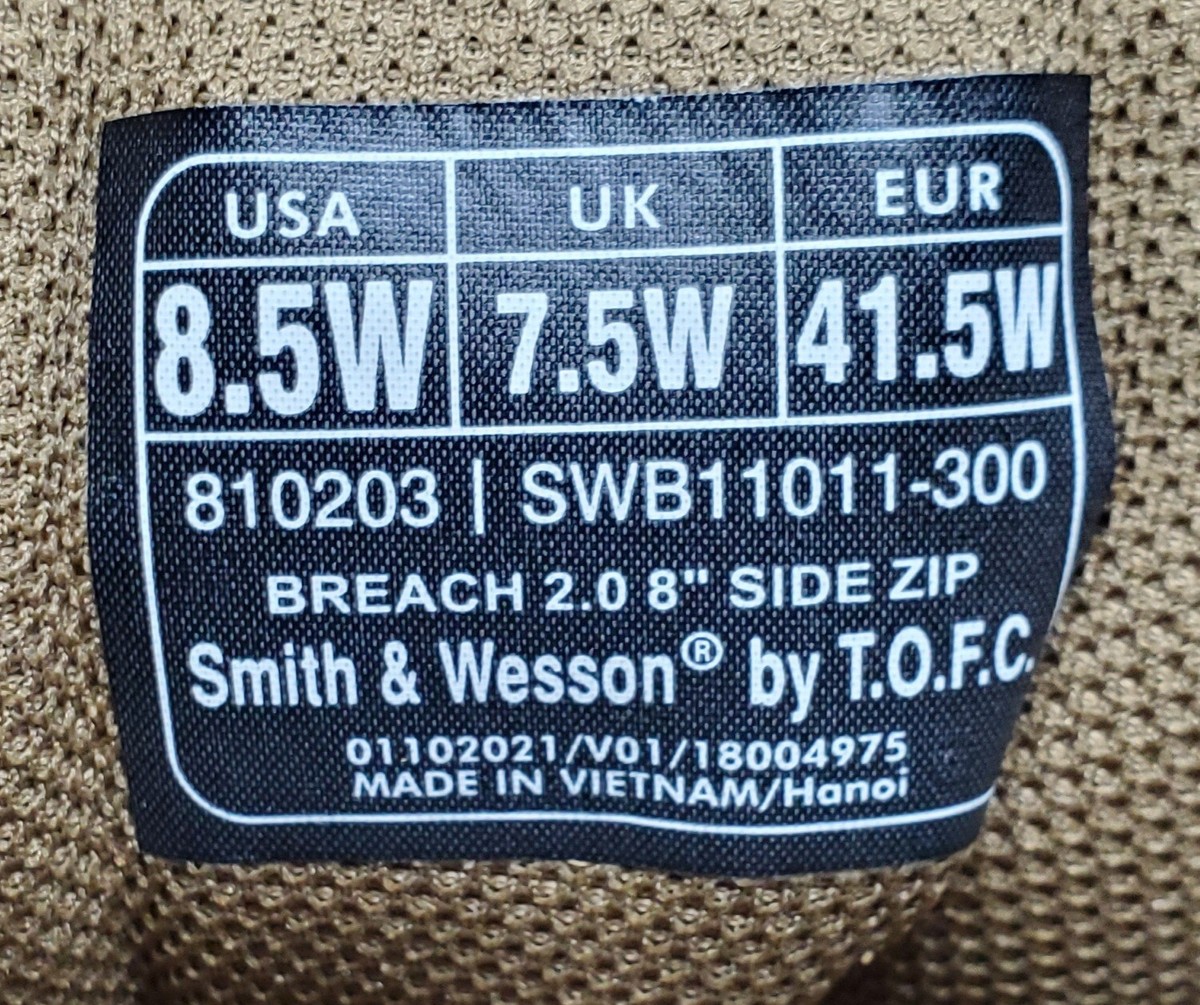 USA UK EUR
8.5W 7.5W 41.5W
810203 | SWB11011-300
BREACH 2.0 8" SIDE ZIP
Smith & Wesson® by T.O.F.C.
01102021/V01/18004975
MADE IN VIETNAM/Hanoi